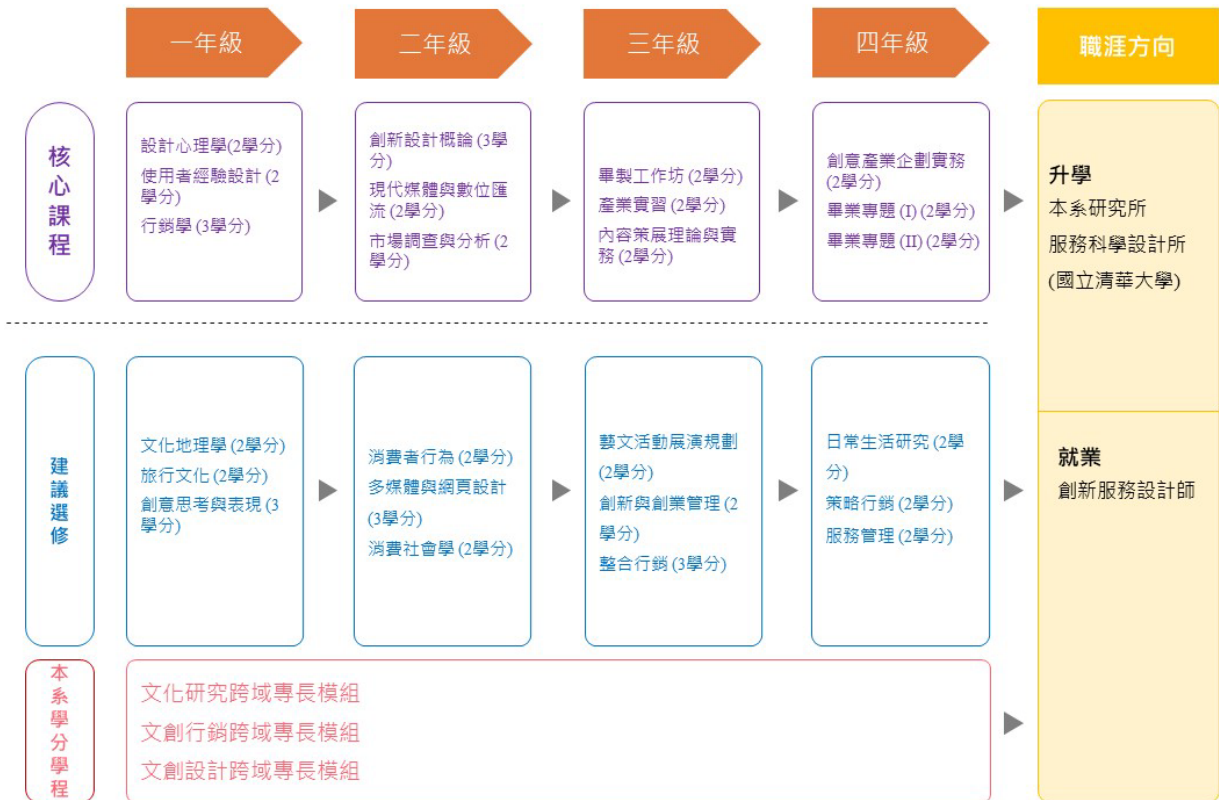 一年級
二年級
三年級
四年級
職涯方向
核心課程
設計心理學(2學分)
使用者經驗設計 (2
學分)
行銷學 (3學分)
創新設計概論 (3學
分)
現代媒體與數位匯
流 (2學分)
市場調查與分析 (2
學分)
畢製工作坊 (2學分)
產業實習 (2學分)
內容策展理論與實
務 (2學分)
創意產業企劃實務
(2學分)
畢業專題 (I) (2學分)
畢業專題 (II) (2學分)
升學
本系研究所
服務科學設計所
(國立清華大學)
建議選修
文化地理學 (2學分)
旅行文化 (2學分)
創意思考與表現 (3
學分)
消費者行為 (2學分)
多媒體與網頁設計
(3學分)
消費社會學 (2學分)
藝文活動展演規劃
(2學分)
創新與創業管理 (2
學分)
整合行銷 (3學分)
日常生活研究 (2學
分)
策略行銷 (2學分)
服務管理 (2學分)
就業
創新服務設計師
本系學分學程
文化研究跨域專長模組
文創行銷跨域專長模組
文創設計跨域專長模組